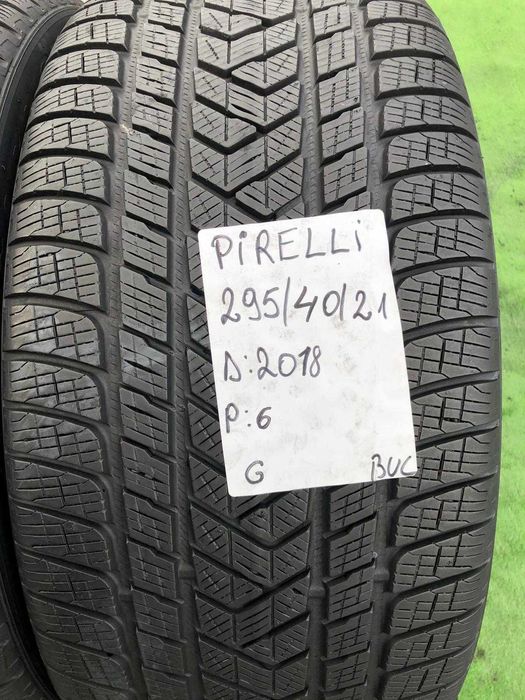 PiRELLi
295/40/21
D:2018
P:6
G BUC